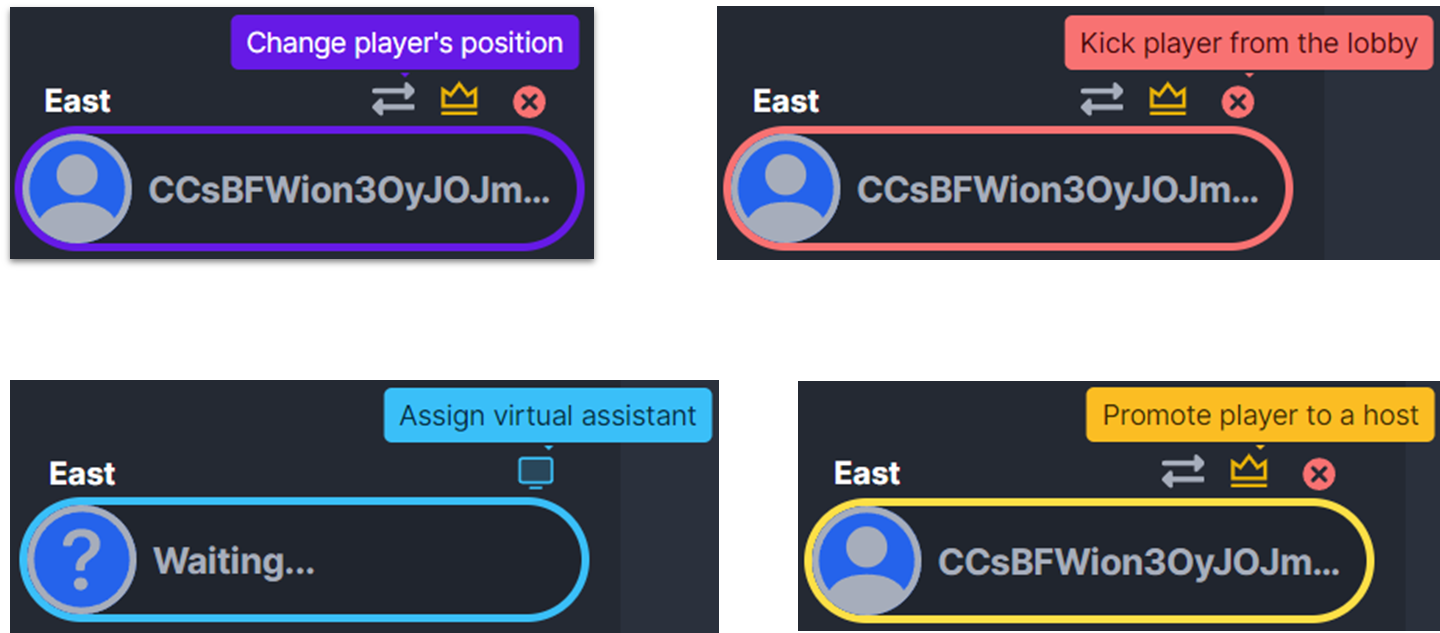 Change player's position
East
CCsBFWion3OyJOJm...
Kick player from the lobby
East
CCsBFWion3OyJOJm...
Assign virtual assistant
East
?
Waiting...
Promote player to a host
East
CCsBFWion3OyJOJm...